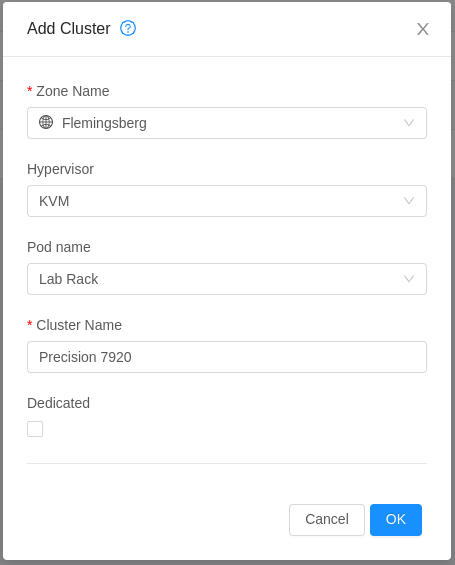 Add Cluster
* Zone Name
Flemingsberg
Hypervisor
KVM
Pod name
Lab Rack
* Cluster Name
Precision 7920
Dedicated
Cancel OK